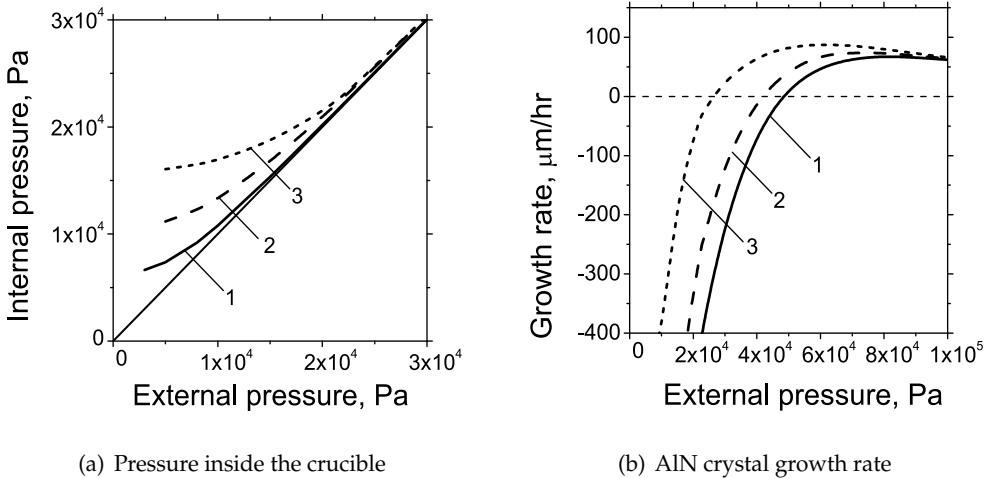 3x10⁴
2x10⁴
1x10⁴
0
Internal pressure, Pa
1
2
3
0
1x10⁴
2x10⁴
3x10⁴
External pressure, Pa
(a) Pressure inside the crucible
100
0
-100
-200
-300
-400
Growth rate, μm/hr
1
2
3
0
2x10⁴
4x10⁴
6x10⁴
8x10⁴
1x10⁵
External pressure, Pa
(b) AlN crystal growth rate